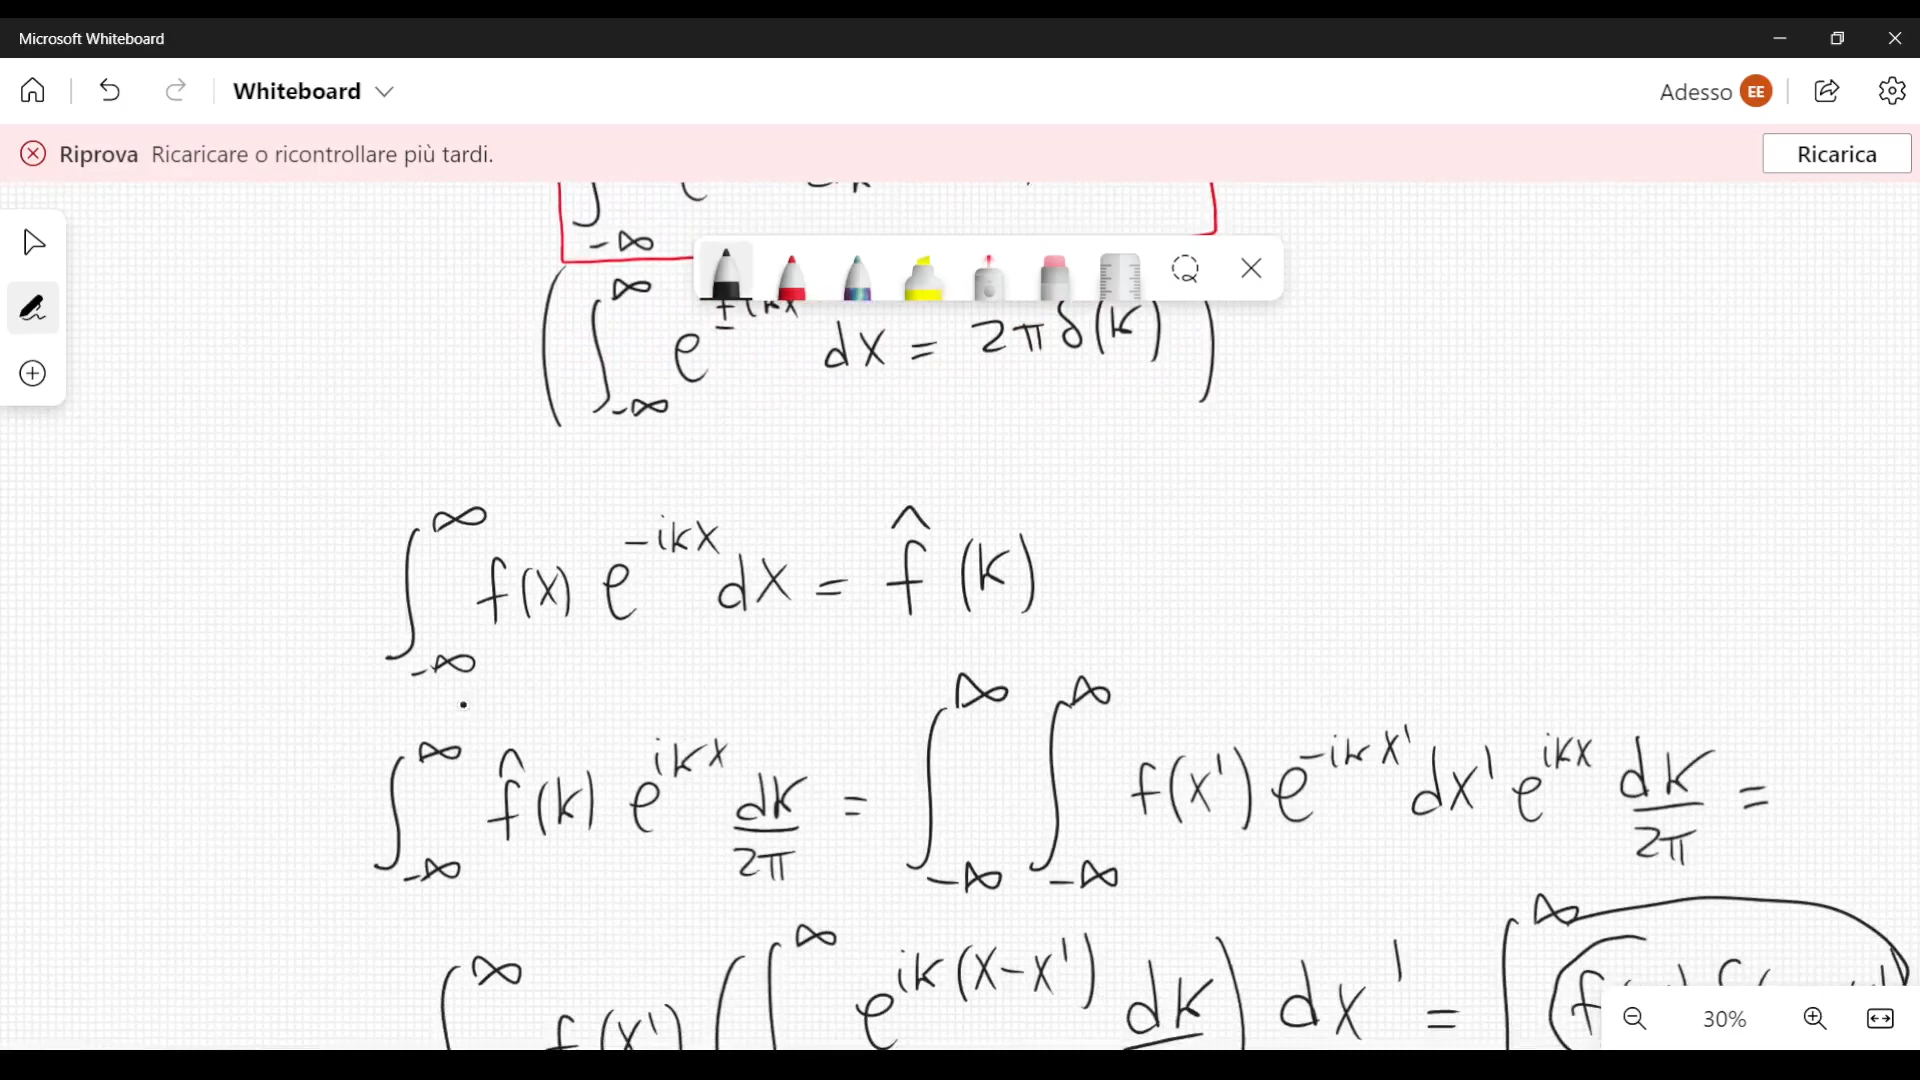 Microsoft Whiteboard
Whiteboard
Adesso EE
Riprova Ricaricare o ricontrollare più tardi.
Ricarica
-∞
( ∫_{-∞}^{∞} e^{±ikx} dx = 2π δ(k) )
∫_{-∞}^{∞} f(x) e^{-ikx} dx = f̂(k)
∫_{-∞}^{∞} f̂(k) e^{ikx} dk/2π = ∫_{-∞}^{∞} ∫_{-∞}^{∞} f(x') e^{-ikx'} dx' e^{ikx} dk/2π =
∫^{∞} f(x') ( ∫^{∞} e^{ik(x-x')} dk ) dx' = ∫^{∞} f
30%